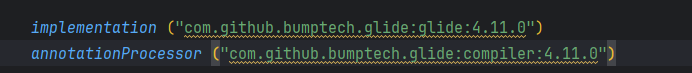 implementation ("com.github.bumptech.glide:glide:4.11.0")
annotationProcessor ("com.github.bumptech.glide:compiler:4.11.0")